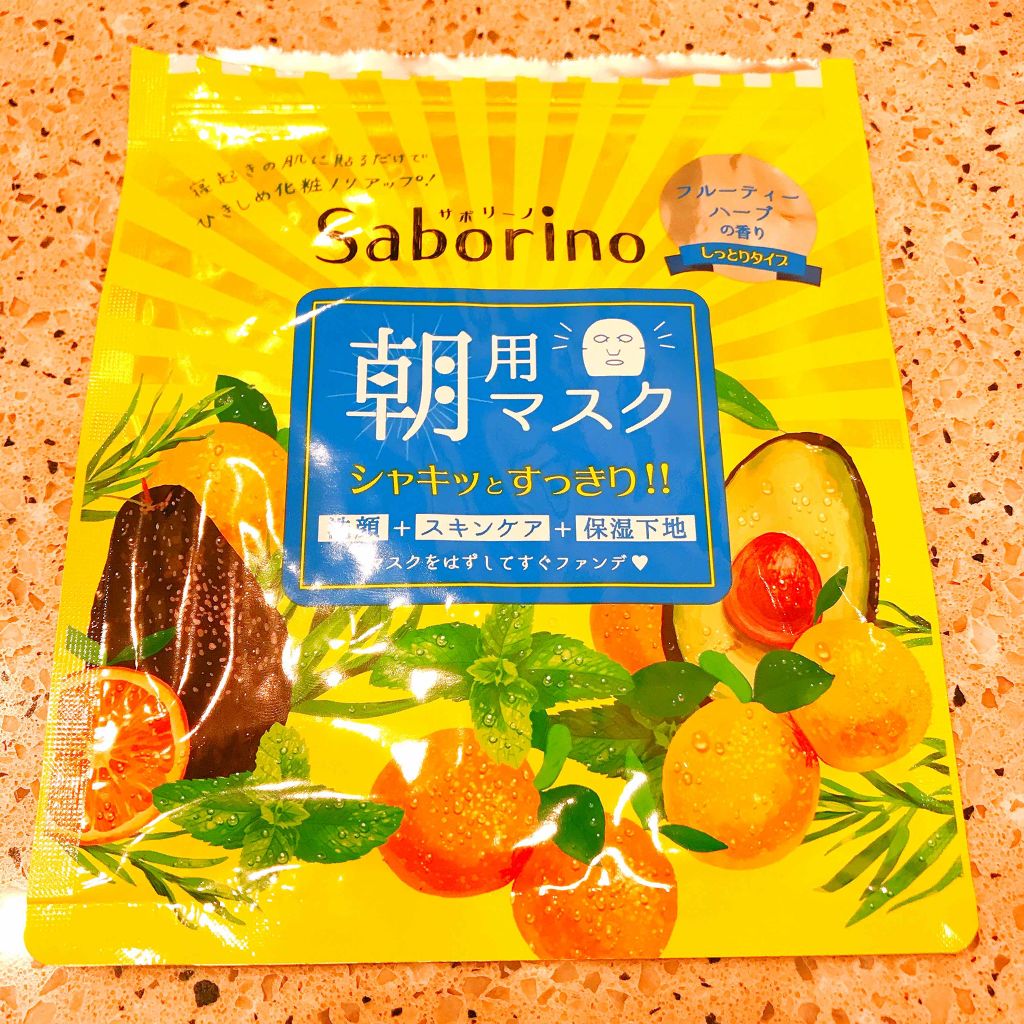 寝起きの肌に貼るだけで
ひきしめ化粧ノリアップ!
サボリーノ
Saborino
フルーティー
ハーブ
の香り
しっとりタイプ
朝用マスク
シャキッとすっきり!!
洗顔+スキンケア+保湿下地
マスクをはずしてすぐファンデ♥